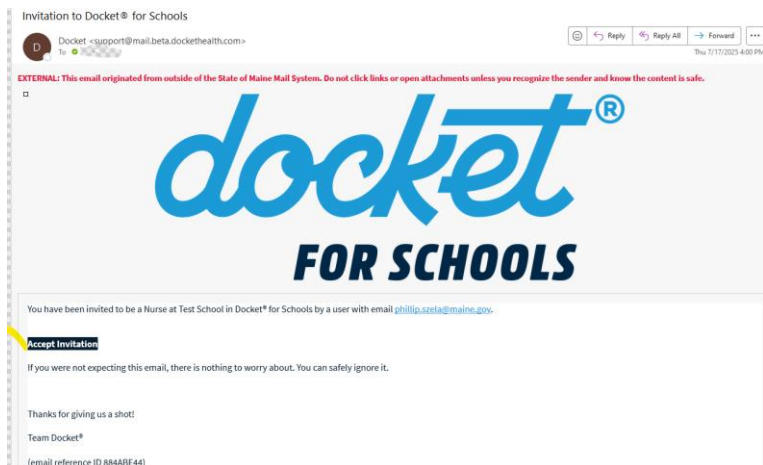 Invitation to Docket® for Schools
D
Docket <support@mail.beta.dockethealth.com>
To
Reply
Reply All
Forward
Thu 7/17/2025 4:00 PM
EXTERNAL: This email originated from outside of the State of Maine Mail System. Do not click links or open attachments unless you recognize the sender and know the content is safe.
docket®
FOR SCHOOLS
You have been invited to be a Nurse at Test School in Docket® for Schools by a user with email phillip.szela@maine.gov.
Accept Invitation
If you were not expecting this email, there is nothing to worry about. You can safely ignore it.
Thanks for giving us a shot!
Team Docket®
(email reference ID 884ABE44)